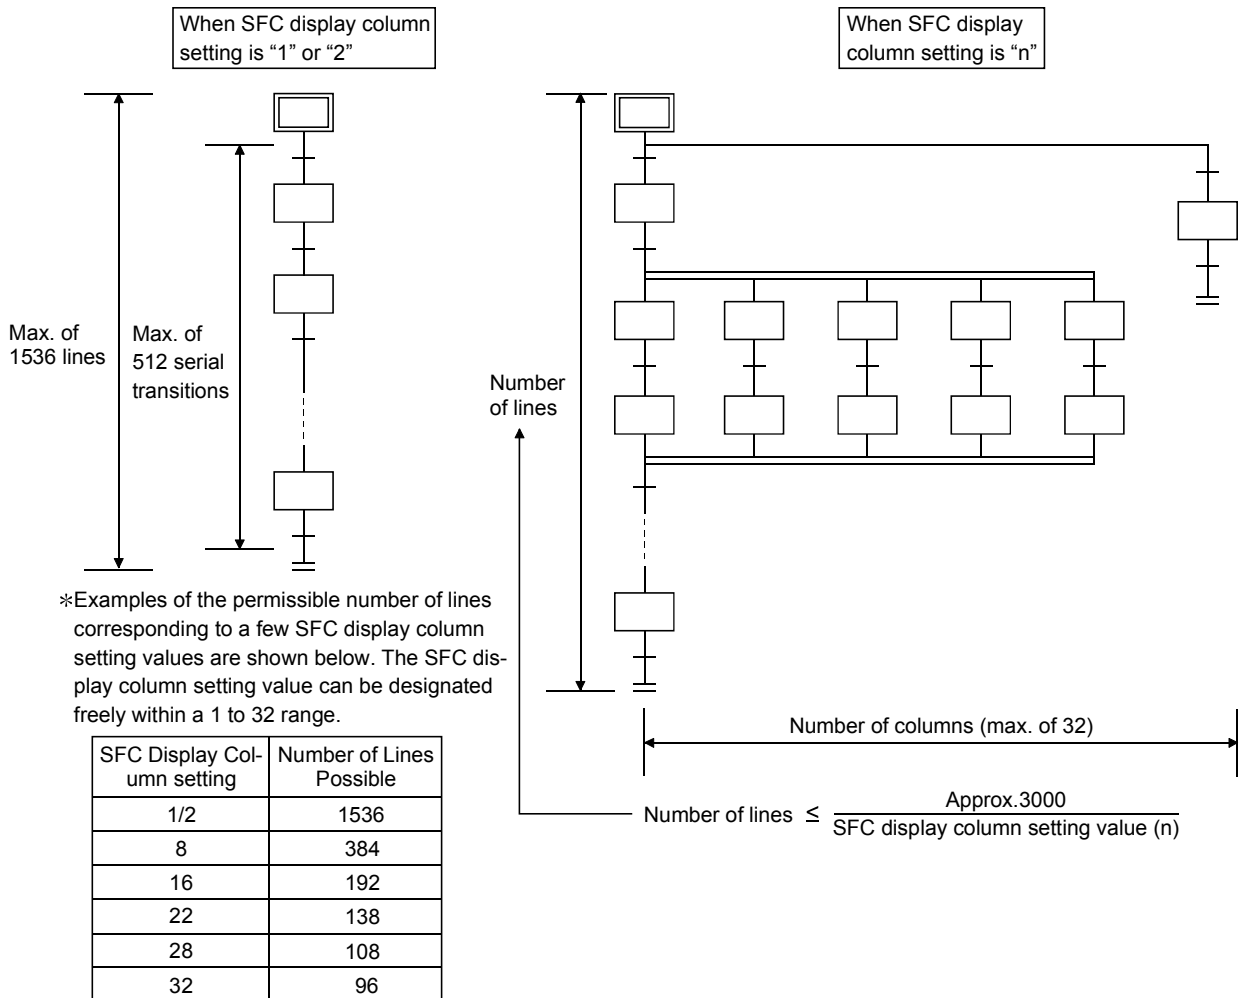 When SFC display column
setting is “1” or “2”
When SFC display
column setting is “n”
Max. of
1536 lines
Max. of
512 serial
transitions
Number
of lines
*Examples of the permissible number of lines
corresponding to a few SFC display column
setting values are shown below. The SFC dis-
play column setting value can be designated
freely within a 1 to 32 range.
Number of columns (max. of 32)
Number of lines ≤ Approx.3000
SFC display column setting value (n)
SFC Display Col-
umn setting
Number of Lines
Possible
1/2 1536
8 384
16 192
22 138
28 108
32 96